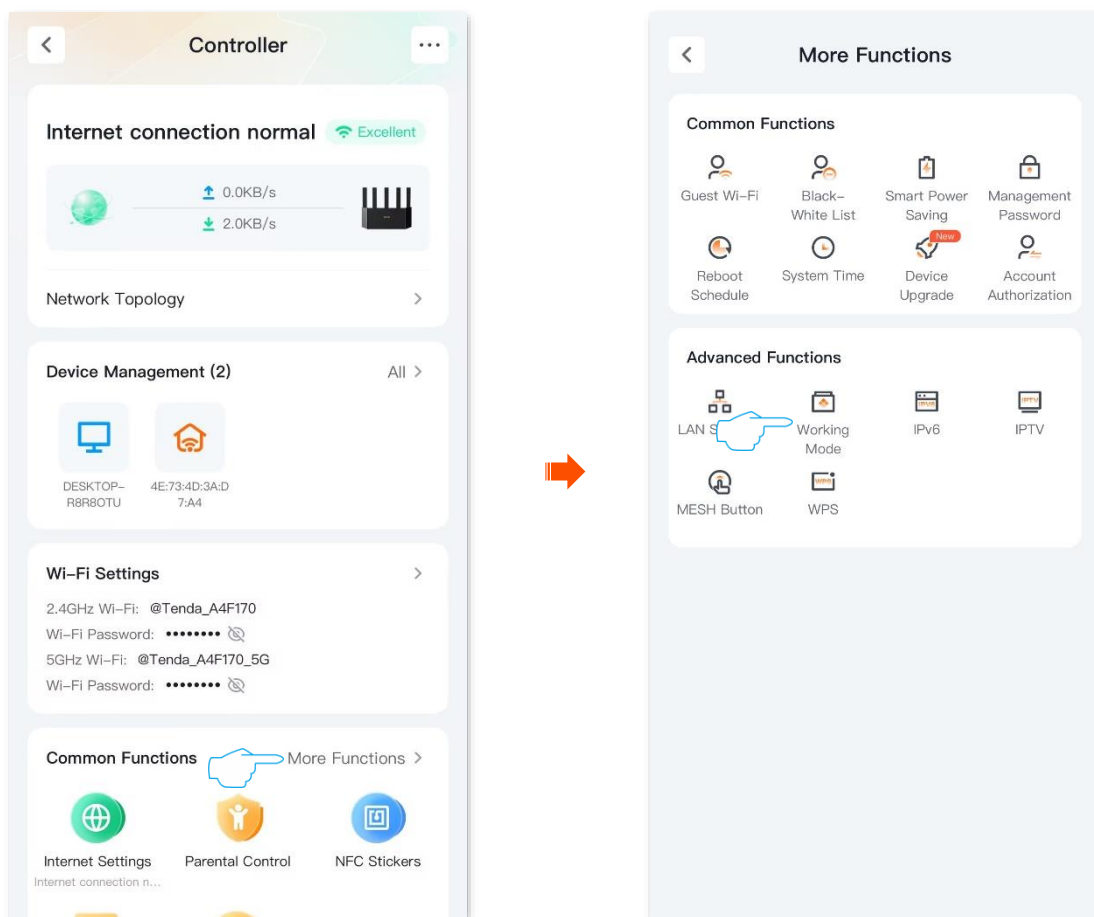 Controller
Internet connection normal
Excellent
0.0KB/s
2.0KB/s
Network Topology
Device Management (2)
All
DESKTOP-
R8R8OTU
4E:73:4D:3A:D
7:A4
Wi-Fi Settings
2.4GHz Wi-Fi: @Tenda_A4F170
Wi-Fi Password: ••••••••
5GHz Wi-Fi: @Tenda_A4F170_5G
Wi-Fi Password: ••••••••
Common Functions
More Functions
Internet Settings
Internet connection n...
Parental Control
NFC Stickers
More Functions
Common Functions
Guest Wi-Fi
Black-
White List
Smart Power
Saving
Management
Password
Reboot
Schedule
System Time
New
Device
Upgrade
Account
Authorization
Advanced Functions
LAN S
Working
Mode
IPV6
IPv6
IPTV
IPTV
MESH Button
WPS
WPS